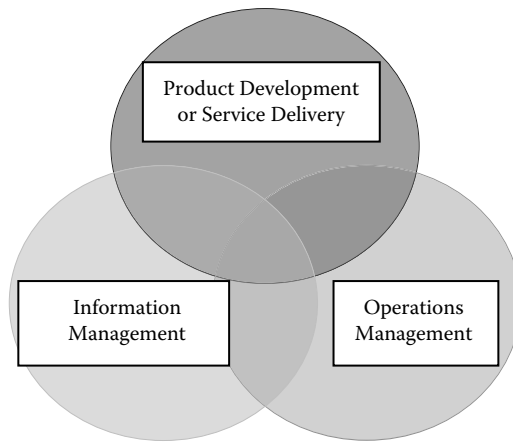 Product Development
or Service Delivery
Information
Management
Operations
Management